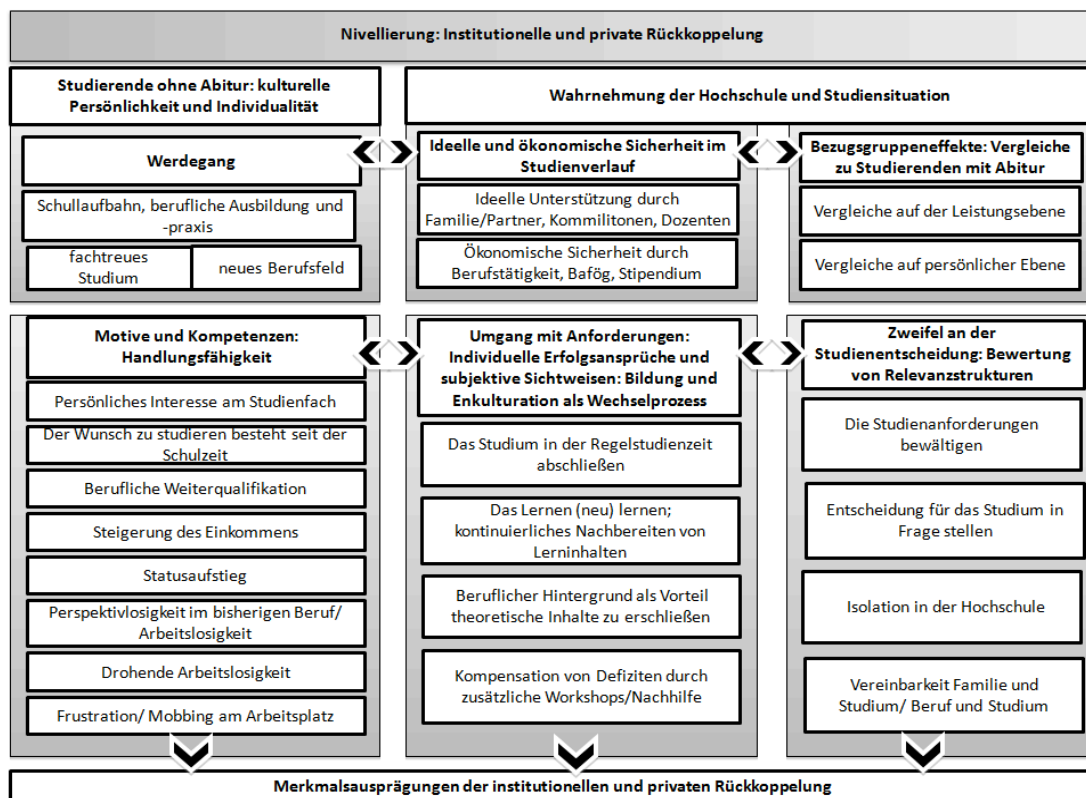 Nivellierung: Institutionelle und private Rückkoppelung
Studierende ohne Abitur: kulturelle
Persönlichkeit und Individualität
Wahrnehmung der Hochschule und Studiensituation
Werdegang
Schullaufbahn, berufliche Ausbildung und
-praxis
fachtreues
Studium
neues Berufsfeld
Ideelle und ökonomische Sicherheit im
Studienverlauf
Ideelle Unterstützung durch
Familie/Partner, Kommilitonen, Dozenten
Ökonomische Sicherheit durch
Berufstätigkeit, Bafög, Stipendium
Bezugsgruppeneffekte: Vergleiche
zu Studierenden mit Abitur
Vergleiche auf der Leistungsebene
Vergleiche auf persönlicher Ebene
Motive und Kompetenzen:
Handlungsfähigkeit
Persönliches Interesse am Studienfach
Der Wunsch zu studieren besteht seit der
Schulzeit
Berufliche Weiterqualifikation
Steigerung des Einkommens
Statusaufstieg
Perspektivlosigkeit im bisherigen Beruf/
Arbeitslosigkeit
Drohende Arbeitslosigkeit
Frustration/ Mobbing am Arbeitsplatz
Umgang mit Anforderungen:
Individuelle Erfolgsansprüche und
subjektive Sichtweisen: Bildung und
Enkulturation als Wechselprozess
Das Studium in der Regelstudienzeit
abschließen
Das Lernen (neu) lernen;
kontinuierliches Nachbereiten von
Lerninhalten
Beruflicher Hintergrund als Vorteil
theoretische Inhalte zu erschließen
Kompensation von Defiziten durch
zusätzliche Workshops/Nachhilfe
Zweifel an der
Studienentscheidung: Bewertung
von Relevanzstrukturen
Die Studienanforderungen
bewältigen
Entscheidung für das Studium in
Frage stellen
Isolation in der Hochschule
Vereinbarkeit Familie und
Studium/ Beruf und Studium
Merkmalsausprägungen der institutionellen und privaten Rückkoppelung